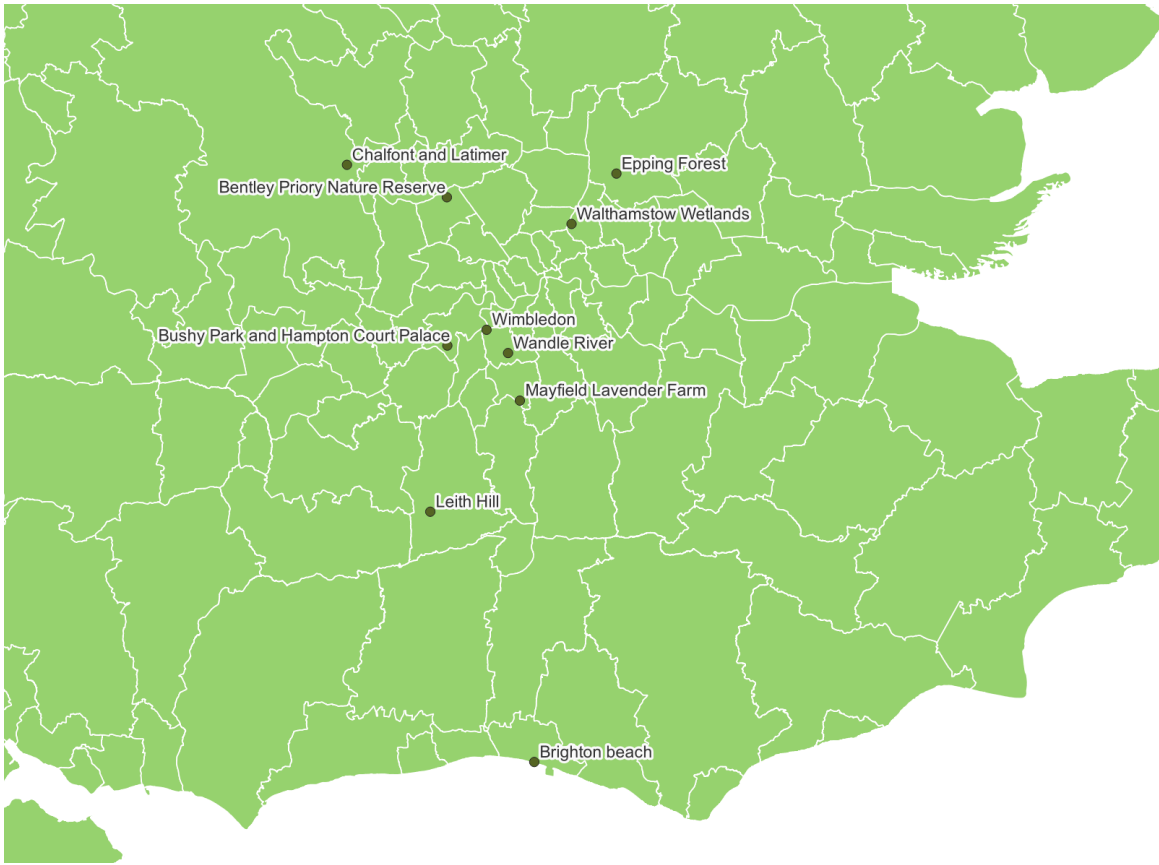 Chalfont and Latimer
Epping Forest
Bentley Priory Nature Reserve
Walthamstow Wetlands
Wimbledon
Bushy Park and Hampton Court Palace
Wandle River
Mayfield Lavender Farm
Leith Hill
Brighton beach